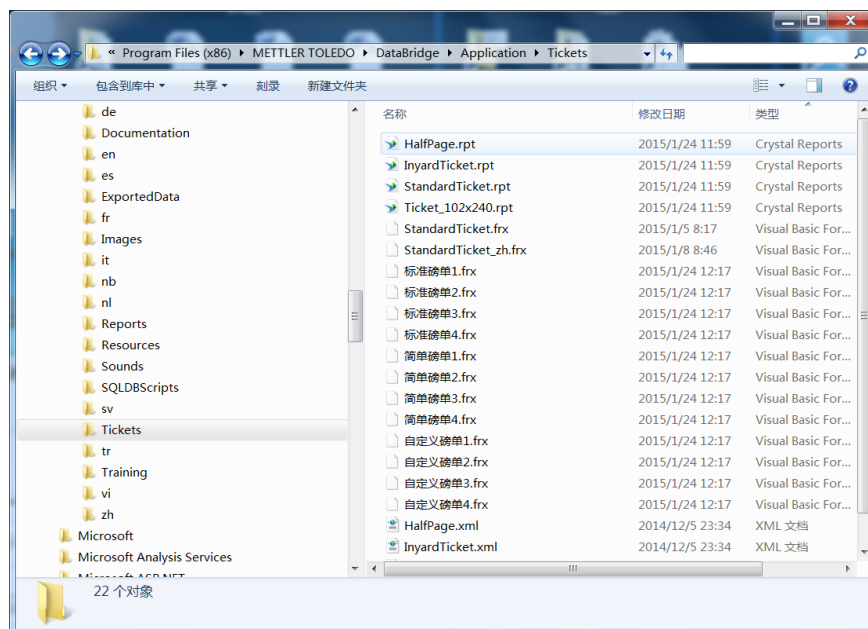 « Program Files (x86) ▸ METTLER TOLEDO ▸ DataBridge ▸ Application ▸ Tickets
组织 包含到库中 共享 刻录 新建文件夹
de
Documentation
en
es
ExportedData
fr
Images
it
nb
nl
Reports
Resources
Sounds
SQLDBScripts
sv
Tickets
tr
Training
vi
zh
Microsoft
Microsoft Analysis Services
Microsoft ASP.NET
名称 修改日期 类型
HalfPage.rpt 2015/1/24 11:59 Crystal Reports
InyardTicket.rpt 2015/1/24 11:59 Crystal Reports
StandardTicket.rpt 2015/1/24 11:59 Crystal Reports
Ticket_102x240.rpt 2015/1/24 11:59 Crystal Reports
StandardTicket.frx 2015/1/5 8:17 Visual Basic For...
StandardTicket_zh.frx 2015/1/8 8:46 Visual Basic For...
标准磅单1.frx 2015/1/24 12:17 Visual Basic For...
标准磅单2.frx 2015/1/24 12:17 Visual Basic For...
标准磅单3.frx 2015/1/24 12:17 Visual Basic For...
标准磅单4.frx 2015/1/24 12:17 Visual Basic For...
简单磅单1.frx 2015/1/24 12:17 Visual Basic For...
简单磅单2.frx 2015/1/24 12:17 Visual Basic For...
简单磅单3.frx 2015/1/24 12:17 Visual Basic For...
简单磅单4.frx 2015/1/24 12:17 Visual Basic For...
自定义磅单1.frx 2015/1/24 12:17 Visual Basic For...
自定义磅单2.frx 2015/1/24 12:17 Visual Basic For...
自定义磅单3.frx 2015/1/24 12:17 Visual Basic For...
自定义磅单4.frx 2015/1/24 12:17 Visual Basic For...
HalfPage.xml 2014/12/5 23:34 XML 文档
InyardTicket.xml 2014/12/5 23:34 XML 文档
22 个对象